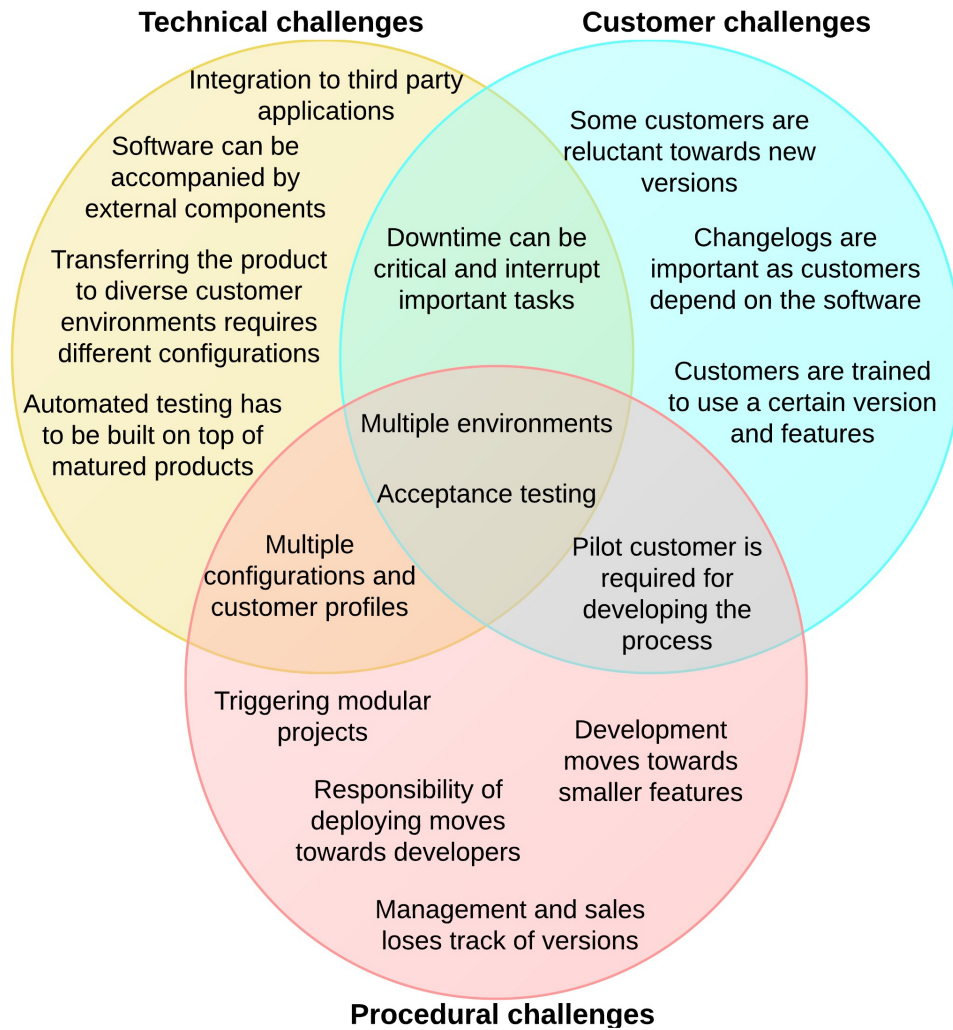 Technical challenges
Customer challenges
Integration to third party
applications
Software can be
accompanied by
external components
Transferring the product
to diverse customer
environments requires
different configurations
Automated testing has
to be built on top of
matured products
Downtime can be
critical and interrupt
important tasks
Some customers are
reluctant towards new
versions
Changelogs are
important as customers
depend on the software
Customers are trained
to use a certain version
and features
Multiple environments
Acceptance testing
Multiple
configurations and
customer profiles
Pilot customer is
required for
developing the
process
Triggering modular
projects
Development
moves towards
smaller features
Responsibility of
deploying moves
towards developers
Management and sales
loses track of versions
Procedural challenges